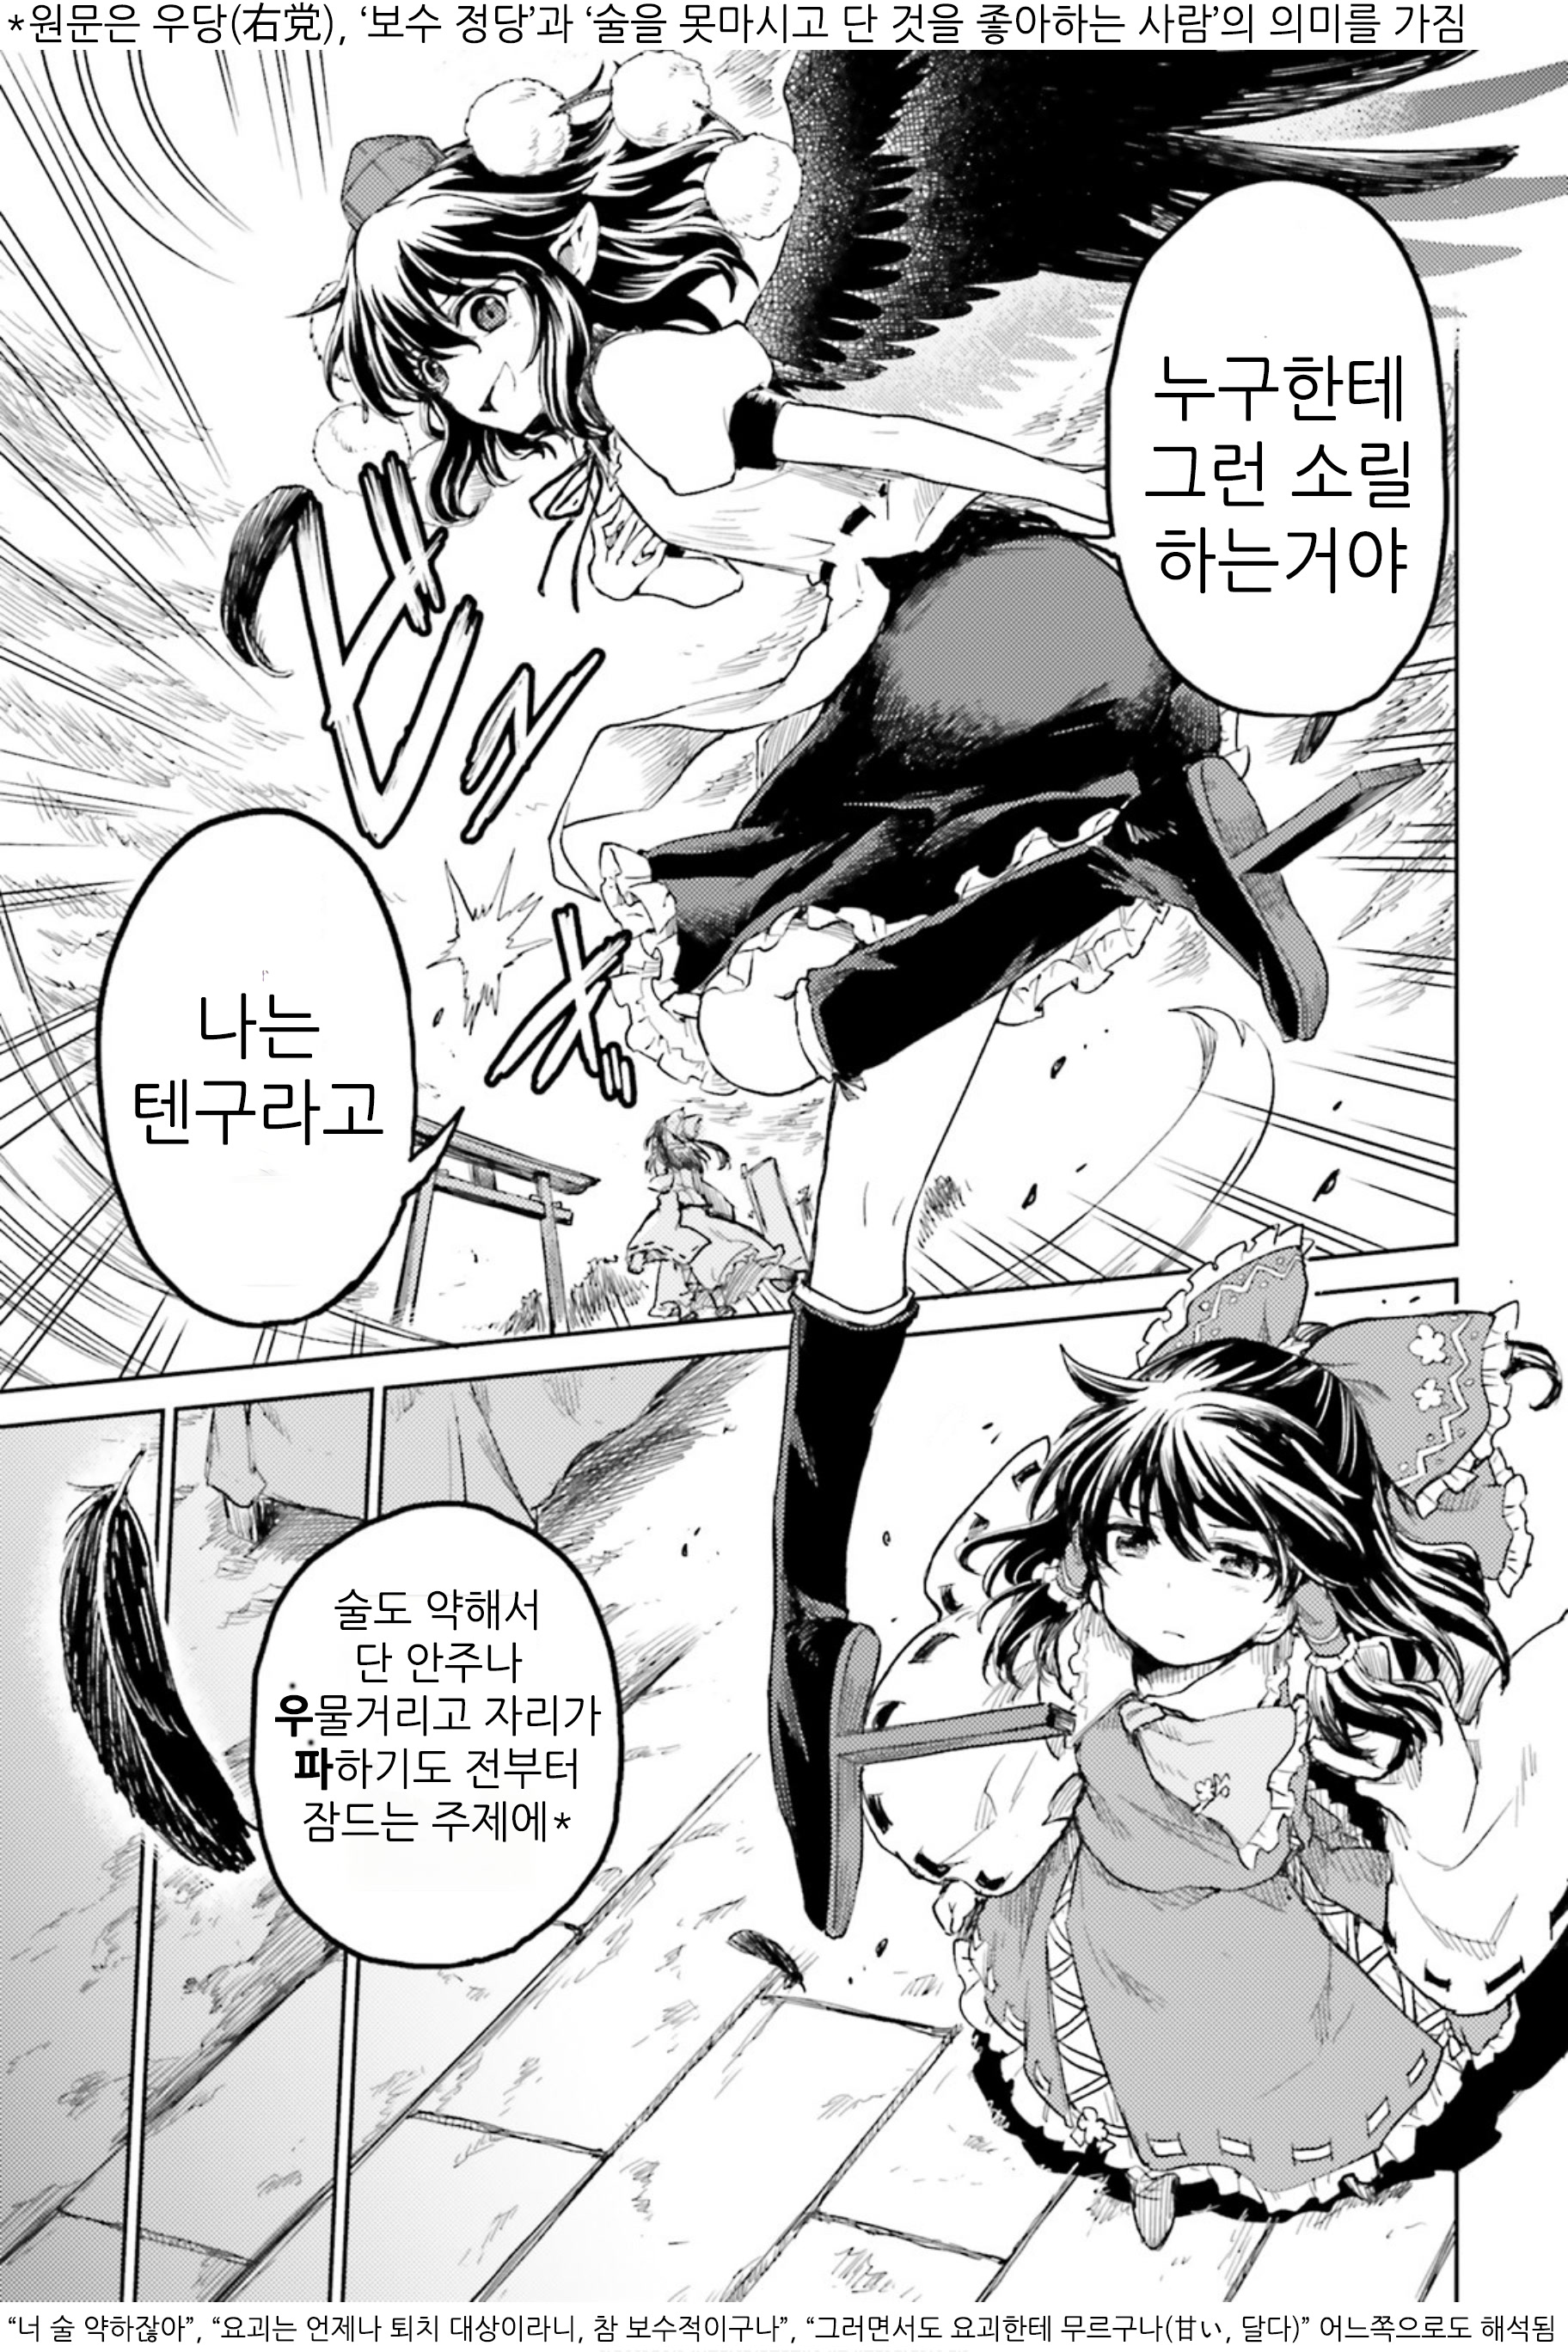 *원문은 우당(右党), ‘보수 정당’과 ‘술을 못마시고 단 것을 좋아하는 사람’의 의미를 가짐
누구한테
그런 소릴
하는거야
ビッ
メ
나는
텐구라고
술도 약해서
단 안주나
우물거리고 자리가
파하기도 전부터
잠드는 주제에*
“너 술 약하잖아”, “요괴는 언제나 퇴치 대상이라니, 참 보수적이구나”, “그러면서도 요괴한테 무르구나(甘い, 달다)” 어느쪽으로도 해석됨